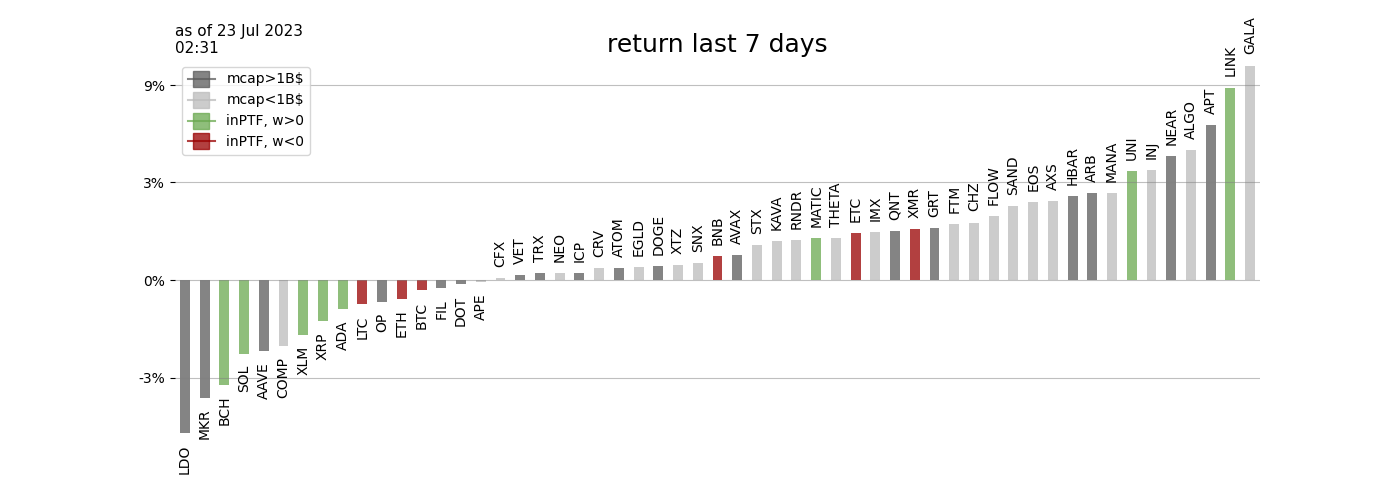 as of 23 Jul 2023
02:31
return last 7 days
mcap>1B$
mcap<1B$
inPTF, w>0
inPTF, w<0
9%
3%
0%
-3%
LDO
MKR
BCH
SOL
AAVE
COMP
XLM
XRP
ADA
LTC
OP
ETH
BTC
FIL
DOT
APE
CFX
VET
TRX
NEO
ICP
CRV
ATOM
EGLD
DOGE
XTZ
SNX
BNB
AVAX
STX
KAVA
RNDR
MATIC
THETA
ETC
IMX
QNT
XMR
GRT
FTM
CHZ
FLOW
SAND
EOS
AXS
HBAR
ARB
MANA
UNI
INJ
NEAR
ALGO
APT
LINK
GALA